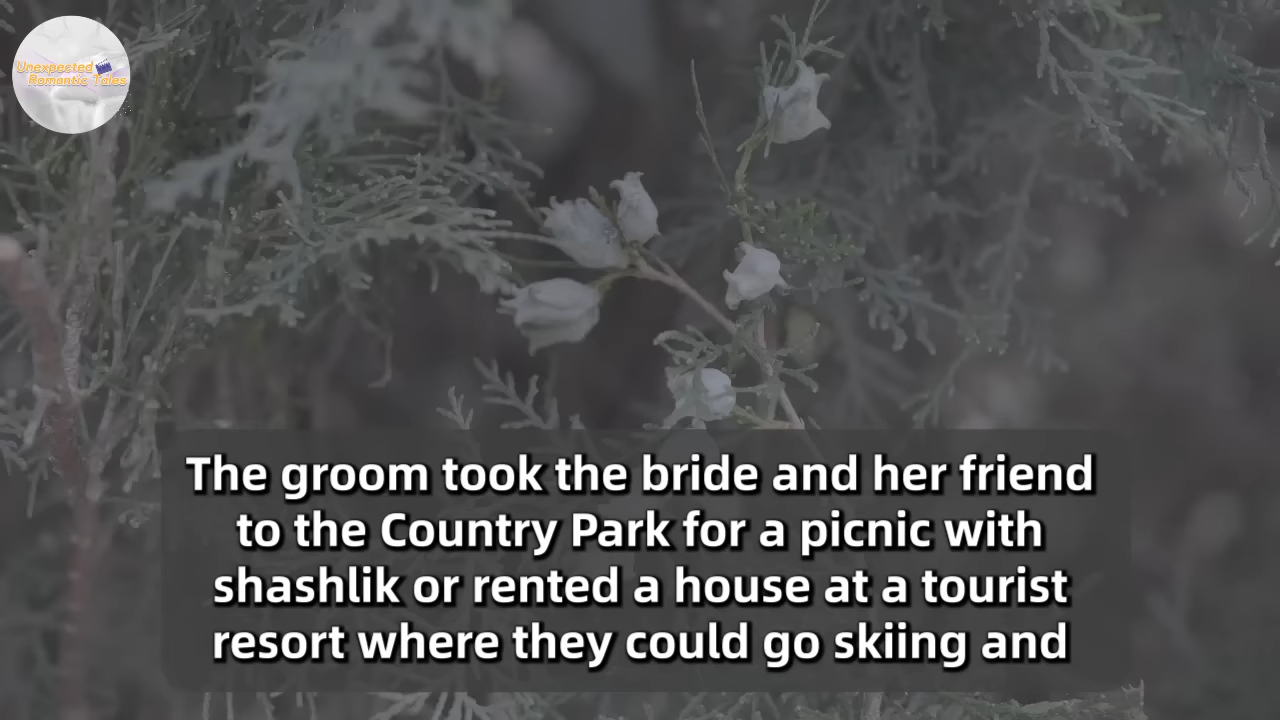 Unexpected
Romantic Tales
The groom took the bride and her friend
to the Country Park for a picnic with
shashlik or rented a house at a tourist
resort where they could go skiing and